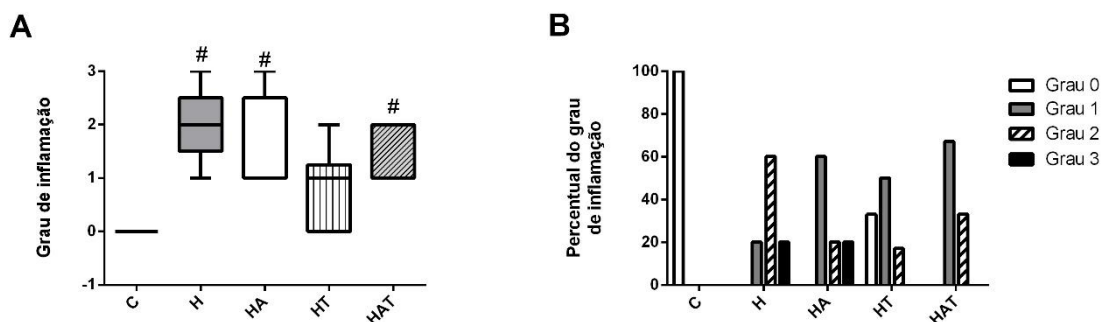 A
Grau de inflamação
3
2
1
0
-1
#
#
#
C
H
HA
HT
HAT
B
Percentual do grau
de inflamação
100
80
60
40
20
0
C
H
HA
HT
HAT
Grau 0
Grau 1
Grau 2
Grau 3